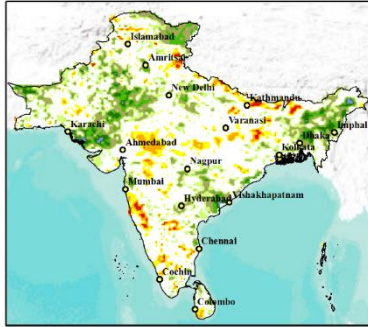 Islamabad
Amritsar
New Delhi
Kathmandu
Varanasi
Imphal
Karachi
Dhaka
Ahmedabad
Kolkata
Nagpur
Mumbai
Hyderabad
Vishakhapatnam
Chennai
Cochin
Colombo